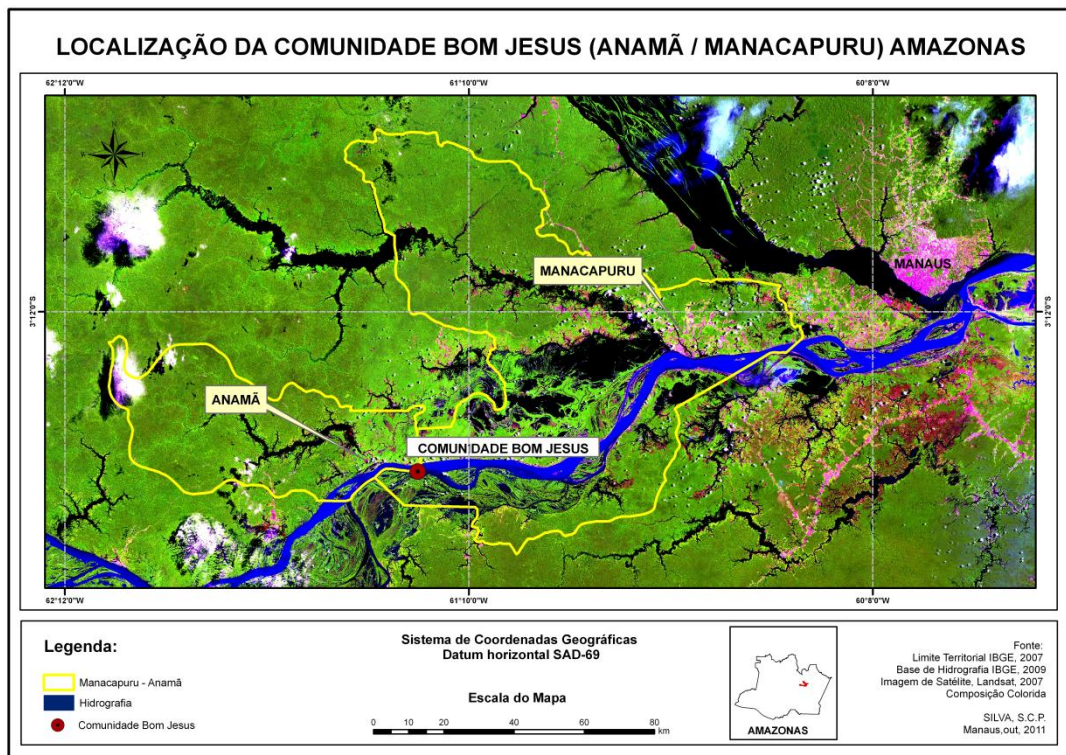 LOCALIZAÇÃO DA COMUNIDADE BOM JESUS (ANAMÃ / MANACAPURU) AMAZONAS
62°12'0"W 61°10'0"W 60°8'0"W
MANACAPURU
MANAUS
3°12'0"S 3°12'0"S
ANAMÃ
COMUNIDADE BOM JESUS
62°12'0"W 61°10'0"W 60°8'0"W
Legenda:
Manacapuru - Anamã
Hidrografia
Comunidade Bom Jesus
Sistema de Coordenadas Geográficas
Datum horizontal SAD-69
Escala do Mapa
0 10 20 40 60 80
km
AMAZONAS
Fonte:
Limite Territorial IBGE, 2007
Base de Hidrografia IBGE, 2009
Imagem de Satélite, Landsat, 2007
Composição Colorida
SILVA, S.C.P.
Manaus,out, 2011